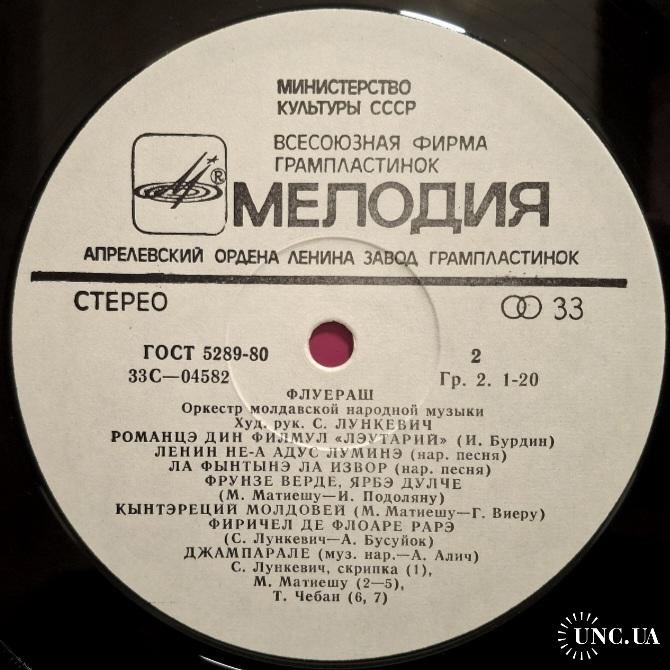 МИНИСТЕРСТВО
КУЛЬТУРЫ СССР
ВСЕСОЮЗНАЯ ФИРМА
ГРАМПЛАСТИНОК
® МЕЛОДИЯ
АПРЕЛЕВСКИЙ ОРДЕНА ЛЕНИНА ЗАВОД ГРАМПЛАСТИНОК
СТЕРЕО 33
ГОСТ 5289-80 2
33С—04582 Гр. 2. 1-20
ФЛУЕРАШ
Оркестр молдавской народной музыки
Худ. рук. С. ЛУНКЕВИЧ
РОМАНЦЭ ДИН ФИЛМУЛ «ЛЭУТАРИЙ» (И. Бурдин)
ЛЕНИН НЕ-А АДУС ЛУМИНЭ (нар. песня)
ЛА ФЫНТЫНЭ ЛА ИЗВОР (нар. песня)
ФРУНЗЕ ВЕРДЕ, ЯРБЭ ДУЛЧЕ
(М. Матиешу—И. Подоляну)
КЫНТЭРЕЦИЙ МОЛДОВЕЙ (М. Матиешу—Г. Виеру)
ФИРИЧЕЛ ДЕ ФЛОАРЕ РАРЭ
(С. Лункевич—А. Бусуйок)
ДЖАМПАРАЛЕ (муз. нар.—А. Алич)
С. Лункевич, скрипка (1),
М. Матиешу (2—5),
Т. Чебан (6, 7)
UNC.UA